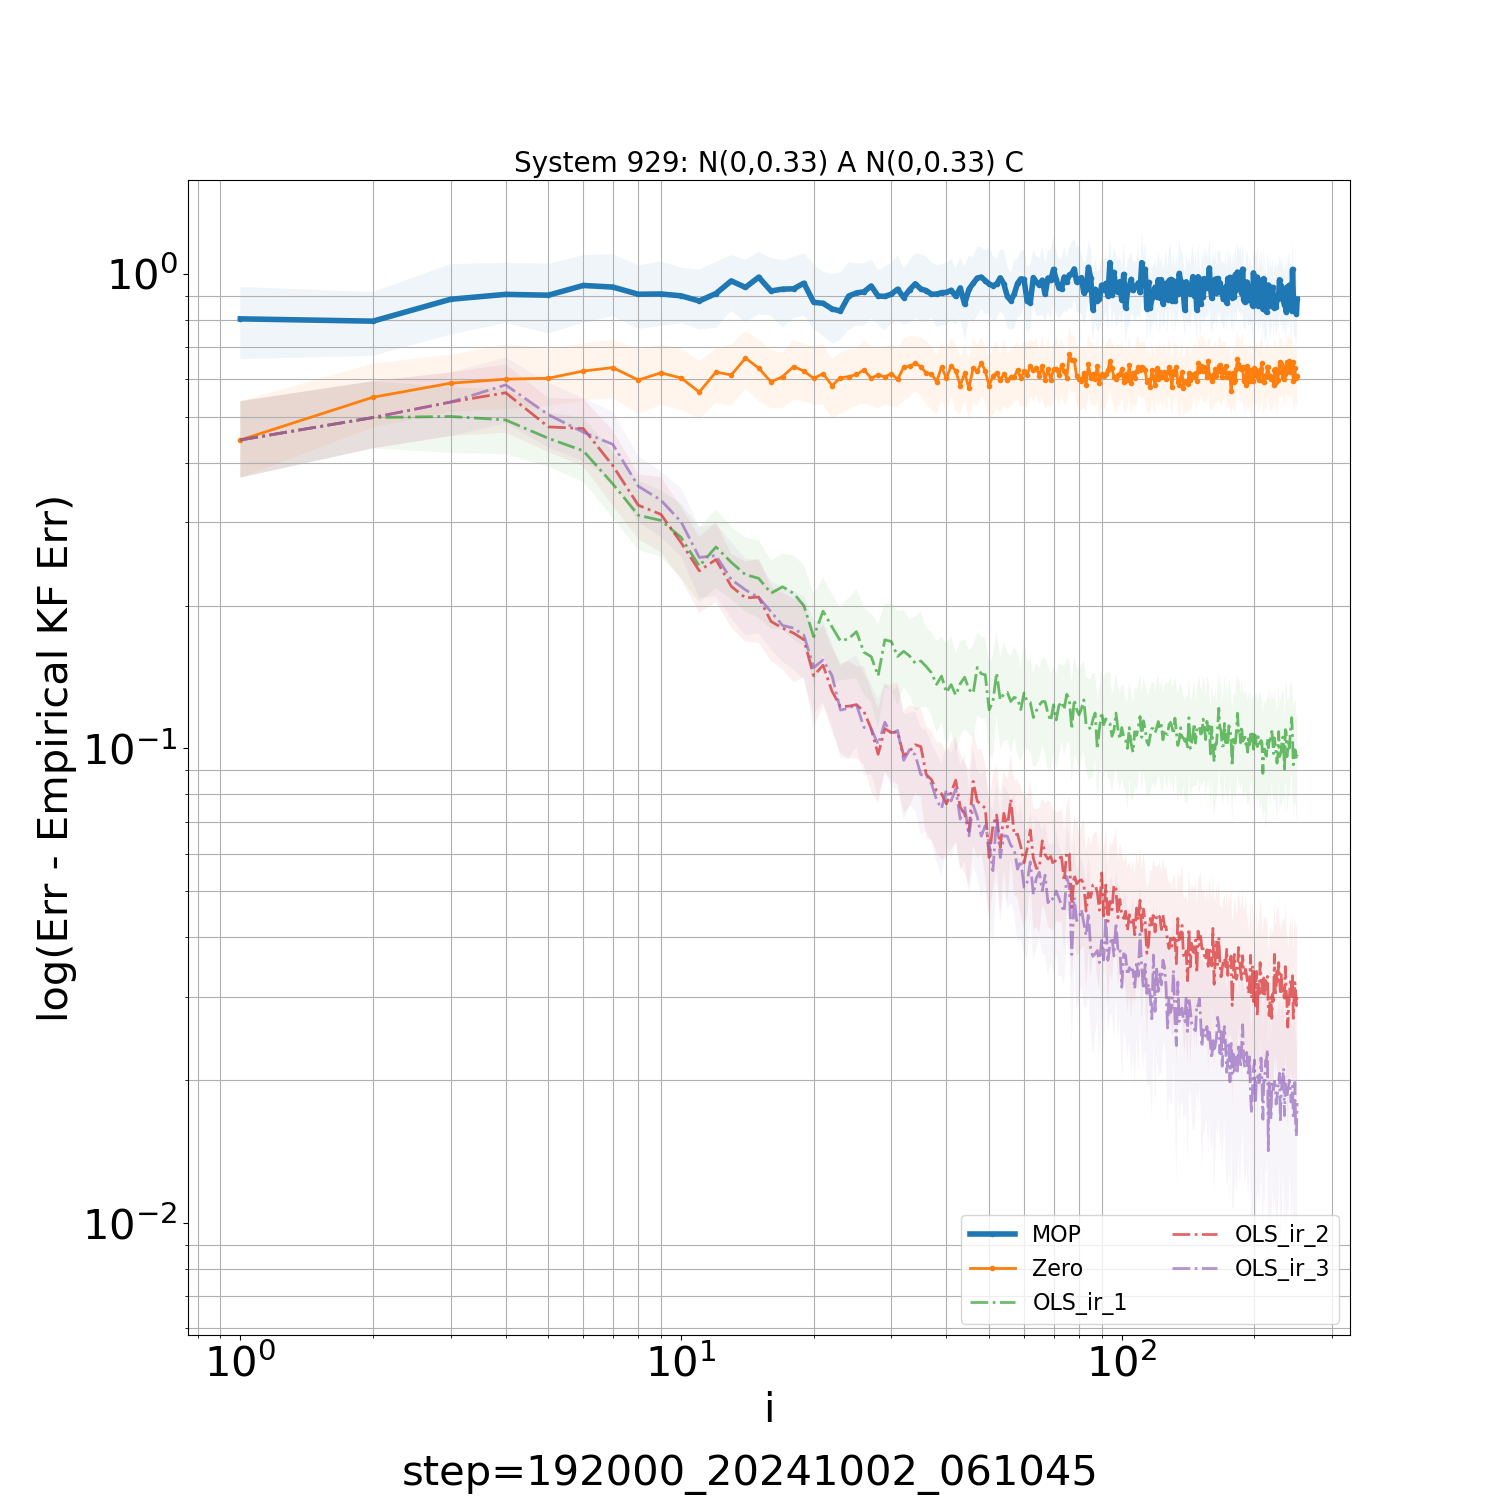 System 929: N(0,0.33) A N(0,0.33) C
10⁰
10⁻¹
10⁻²
log(Err - Empirical KF Err)
MOP
Zero
OLS_ir_1
OLS_ir_2
OLS_ir_3
10⁰ 10¹ 10²
i
step=192000_20241002_061045